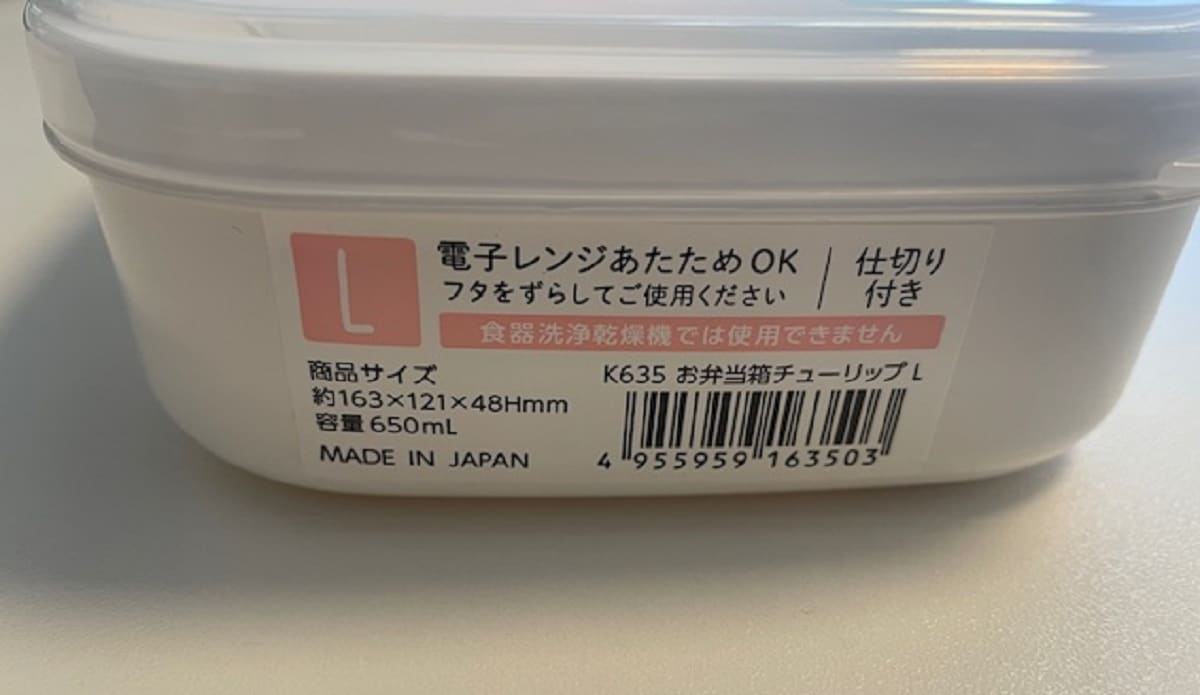 L
電子レンジあたためOK
フタをずらしてご使用ください
仕切り
付き
食器洗浄乾燥機では使用できません
商品サイズ
約163×121×48Hmm
容量650mL
MADE IN JAPAN
K635 お弁当箱チューリップL
4 955959 163503